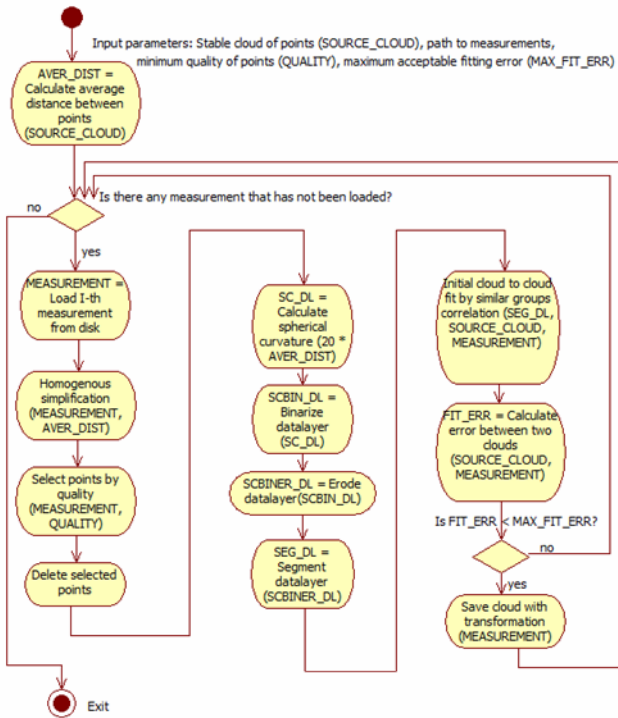 Input parameters: Stable cloud of points (SOURCE_CLOUD), path to measurements,
minimum quality of points (QUALITY), maximum acceptable fitting error (MAX_FIT_ERR)
AVER_DIST =
Calculate average
distance between
points
(SOURCE_CLOUD)
Is there any measurement that has not been loaded?
no
yes
MEASUREMENT =
Load I-th
measurement
from disk
Homogenous
simplification
(MEASUREMENT,
AVER_DIST)
Select points by
quality
(MEASUREMENT,
QUALITY)
Delete selected
points
Exit
SC_DL =
Calculate
spherical
curvature (20 *
AVER_DIST)
SCBIN_DL =
Binarize
datalayer
(SC_DL)
SCBINER_DL = Erode
datalayer(SCBIN_DL)
SEG_DL =
Segment
datalayer
(SCBINER_DL)
Initial cloud to cloud
fit by similar groups
correlation (SEG_DL,
SOURCE_CLOUD,
MEASUREMENT)
FIT_ERR = Calculate
error between two
clouds
(SOURCE_CLOUD,
MEASUREMENT)
Is FIT_ERR < MAX_FIT_ERR?
no
yes
Save cloud with
transformation
(MEASUREMENT)